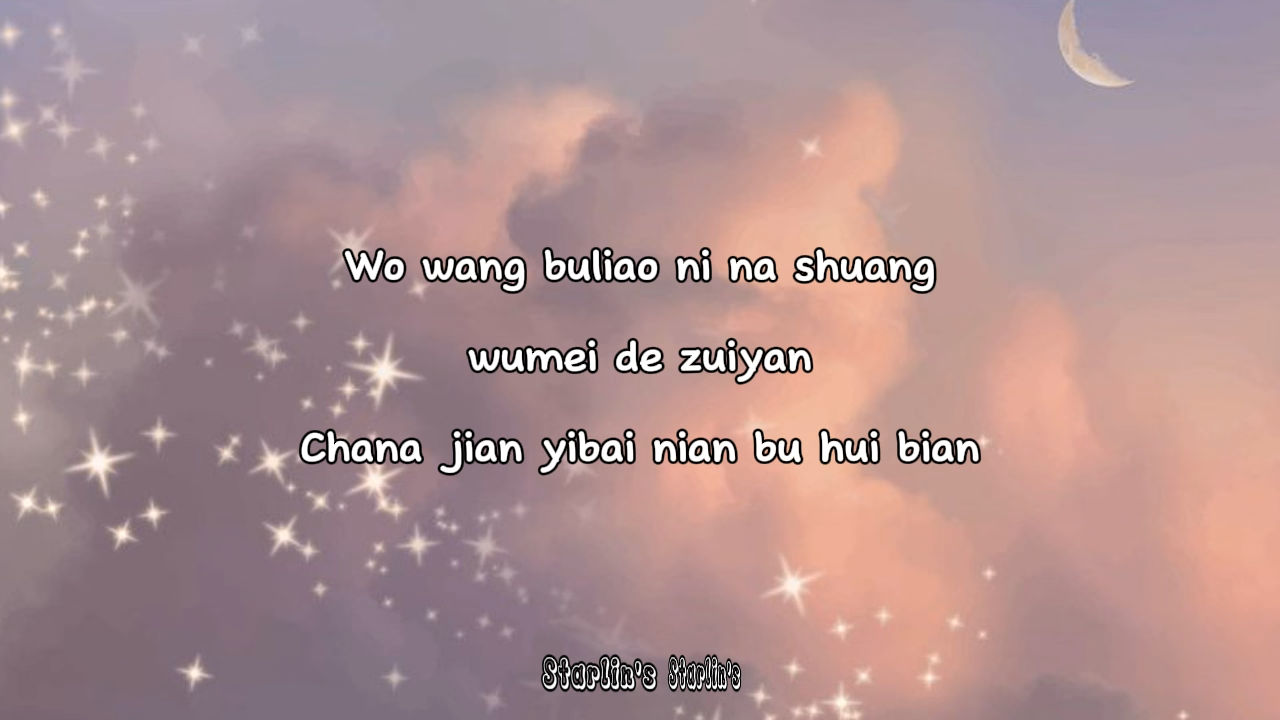 Wo wang buliao ni na shuang
wumei de zuiyan
Chana jian yibai nian bu hui bian
Starlin's Starlin's